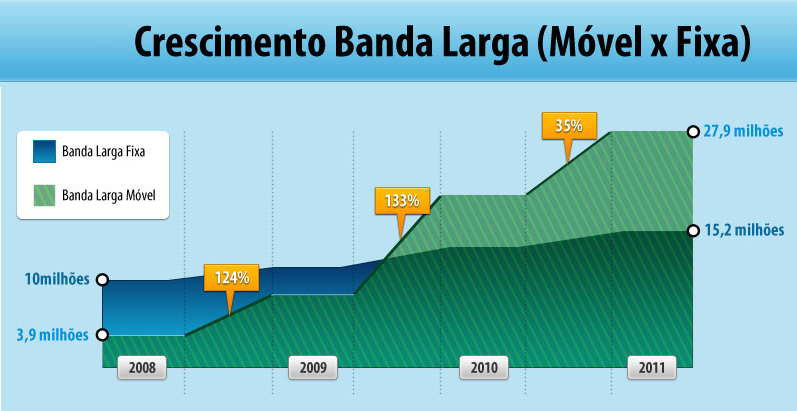 Crescimento Banda Larga (Móvel x Fixa)
Banda Larga Fixa
Banda Larga Móvel
35%
27,9 milhões
133%
15,2 milhões
124%
10milhões
3,9 milhões
2008
2009
2010
2011